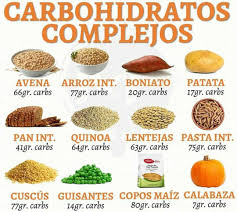 CARBOHIDRATOS
COMPLEJOS
AVENA
66gr. carbs
ARROZ INT.
77gr. carbs
BONIATO
20gr. carbs
PATATA
17gr. carbs
PAN INT.
41gr. carbs
QUINOA
64gr. carbs
LENTEJAS
63gr. carbs
PASTA INT.
75gr. carbs
CUSCÚS
77gr. carbs
GUISANTES
14gr. carbs
COPOS MAÍZ
80gr. carbs
CALABAZA
7gr. carbs